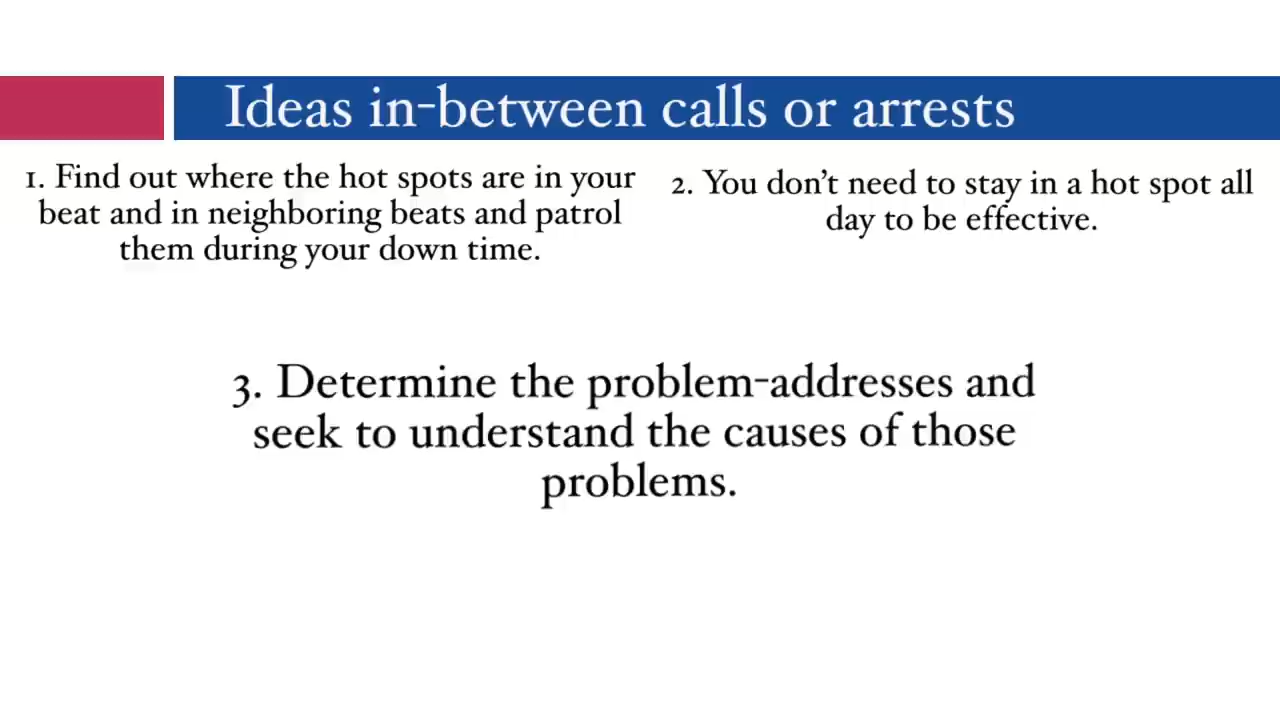 Ideas in-between calls or arrests
1. Find out where the hot spots are in your
beat and in neighboring beats and patrol
them during your down time.
2. You don’t need to stay in a hot spot all
day to be effective.
3. Determine the problem-addresses and
seek to understand the causes of those
problems.